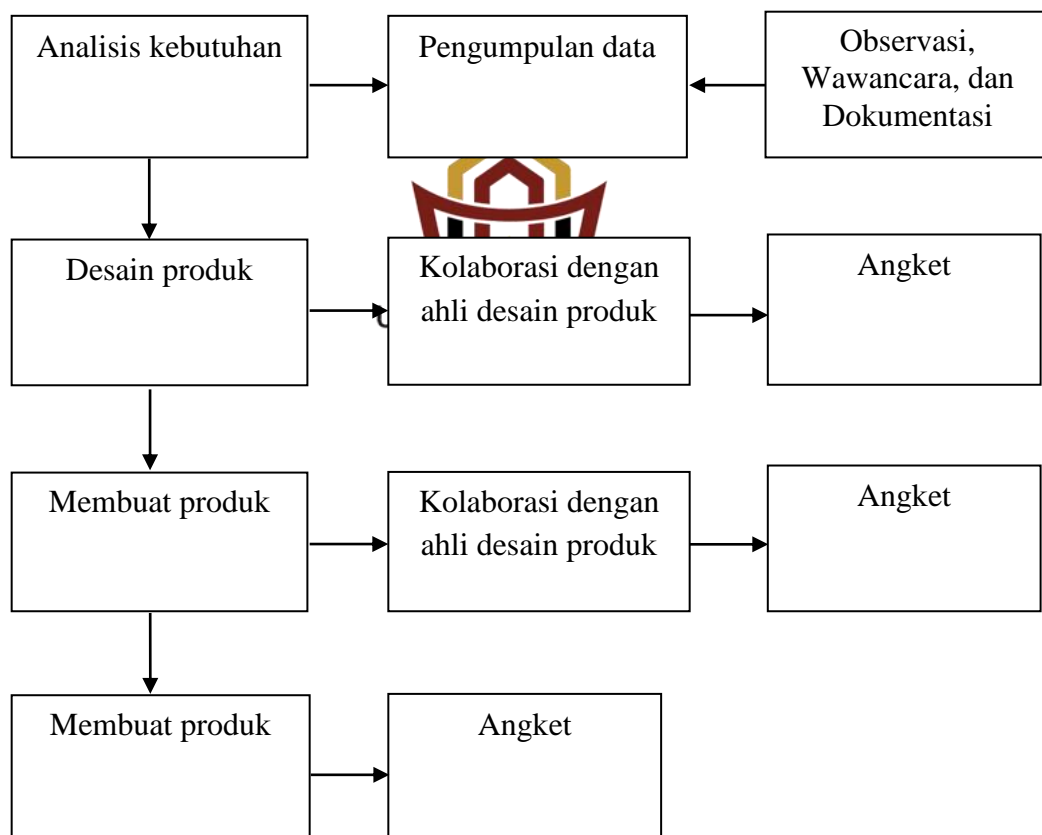 Analisis kebutuhan
Pengumpulan data
Observasi,
Wawancara, dan
Dokumentasi
Desain produk
Kolaborasi dengan
ahli desain produk
Angket
Membuat produk
Kolaborasi dengan
ahli desain produk
Angket
Membuat produk
Angket